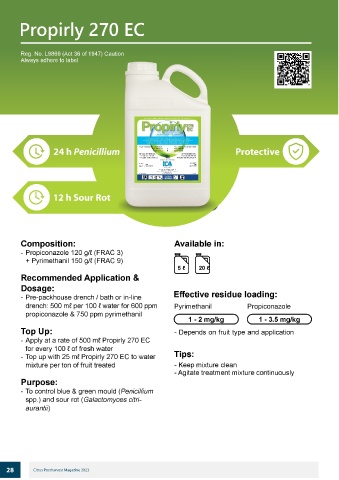 Propirly 270 EC
Reg. No. L9869 (Act 36 of 1947) Caution
Always adhere to label
Propirly
ICA
24 h Penicillium
Protective
12 h Sour Rot
Composition:
- Propiconazole 120 g/ℓ (FRAC 3)
+ Pyrimethanil 150 g/ℓ (FRAC 9)
Recommended Application &
Dosage:
- Pre-packhouse drench / bath or in-line
drench: 500 mℓ per 100 ℓ water for 600 ppm
propiconazole & 750 ppm pyrimethanil
Top Up:
- Apply at a rate of 500 mℓ Propirly 270 EC
for every 100 ℓ of fresh water
- Top up with 25 mℓ Propirly 270 EC to water
mixture per ton of fruit treated
Purpose:
- To control blue & green mould (Penicillium
spp.) and sour rot (Galactomyces citri-
aurantii)
Available in:
5 ℓ 20 ℓ
Effective residue loading:
Pyrimethanil Propiconazole
1 - 2 mg/kg 1 - 3.5 mg/kg
- Depends on fruit type and application
Tips:
- Keep mixture clean
- Agitate treatment mixture continuously
28 Citrus Postharvest Magazine 2023